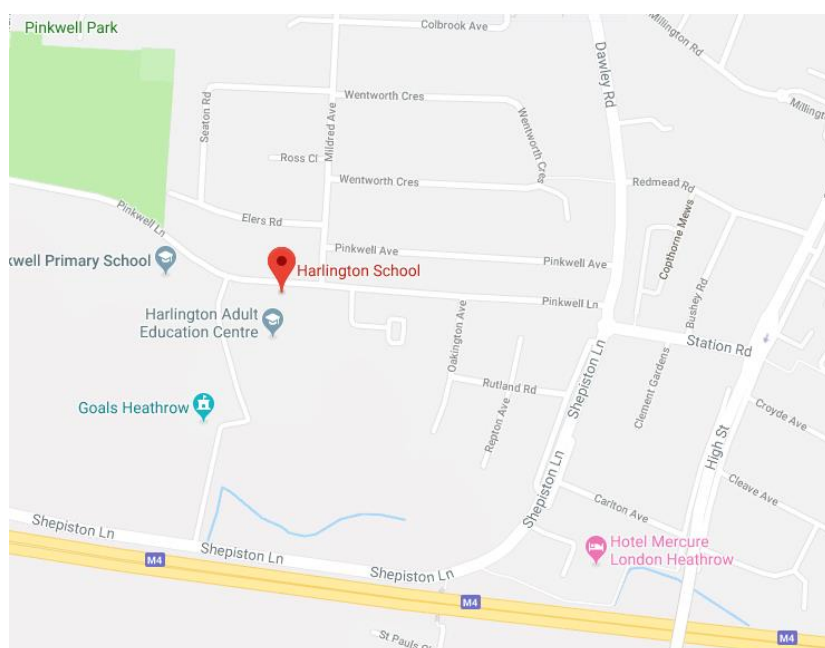 Pinkwell Park
Colbrook Ave
Dawley Rd
Millington Rd
Millingt
Seaton Rd
Mildred Ave
Wentworth Cres
Wentworth Cres
Ross Cl
Wentworth Cres
Redmead Rd
Pinkwell Ln
Elers Rd
Copthorne Mews
Bushey Rd
kwell Primary School
Pinkwell Ave
Pinkwell Ave
Harlington School
Pinkwell Ln
Harlington Adult
Education Centre
Oakington Ave
Station Rd
Shepiston Ln
Clement Gardens
Rutland Rd
Repton Ave
Goals Heathrow
Croyde Ave
High St
Shepiston Ln
Cleave Ave
Carlton Ave
Shepiston Ln
Shepiston Ln
Hotel Mercure
London Heathrow
M4
Shepiston Ln
M4
M4
St Pauls